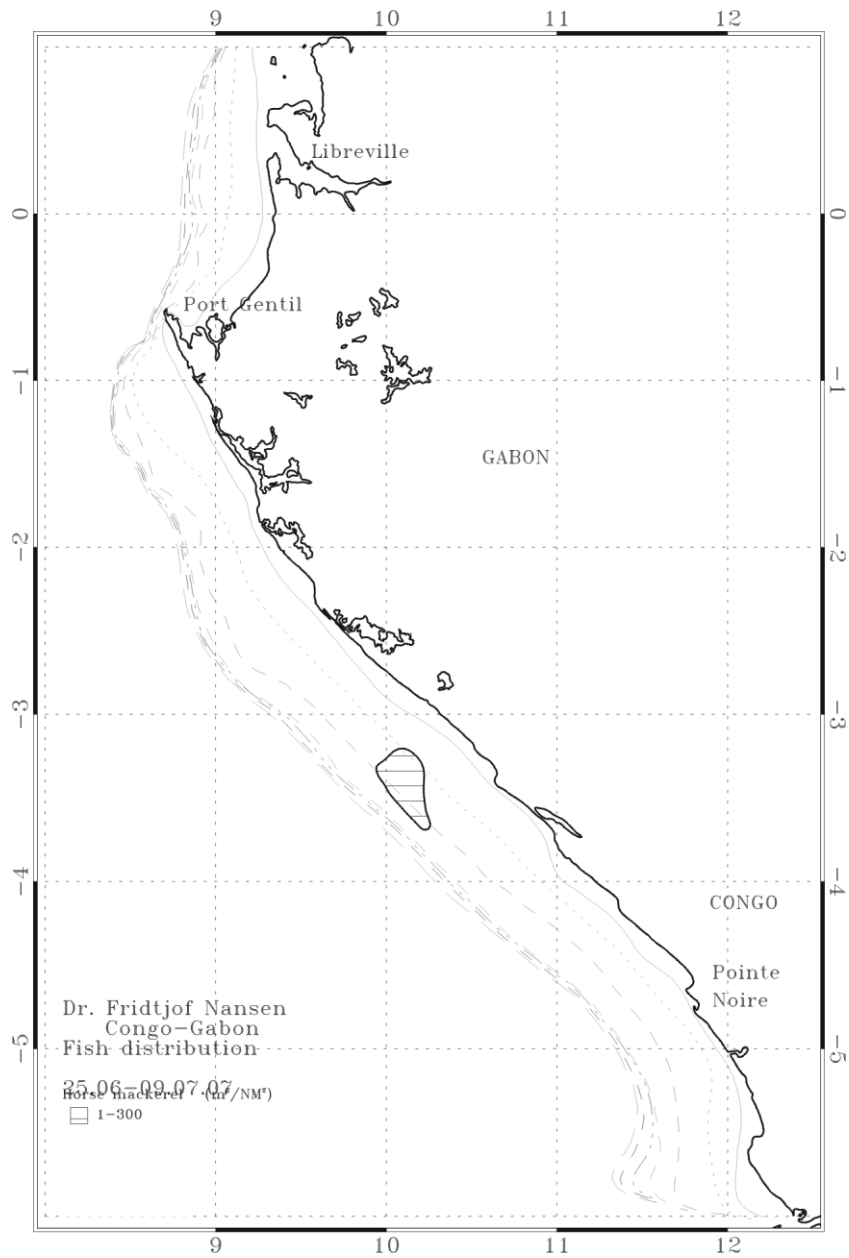 9 10 11 12
Libreville
0 0
Port Gentil
-1 -1
GABON
-2 -2
-3 -3
-4 -4
CONGO
Pointe
Noire
Dr. Fridtjof Nansen
Congo-Gabon
Fish distribution
-5 -5
25.06-09.07.07
Horse mackerel (m²/NM²)
1-300
9 10 11 12